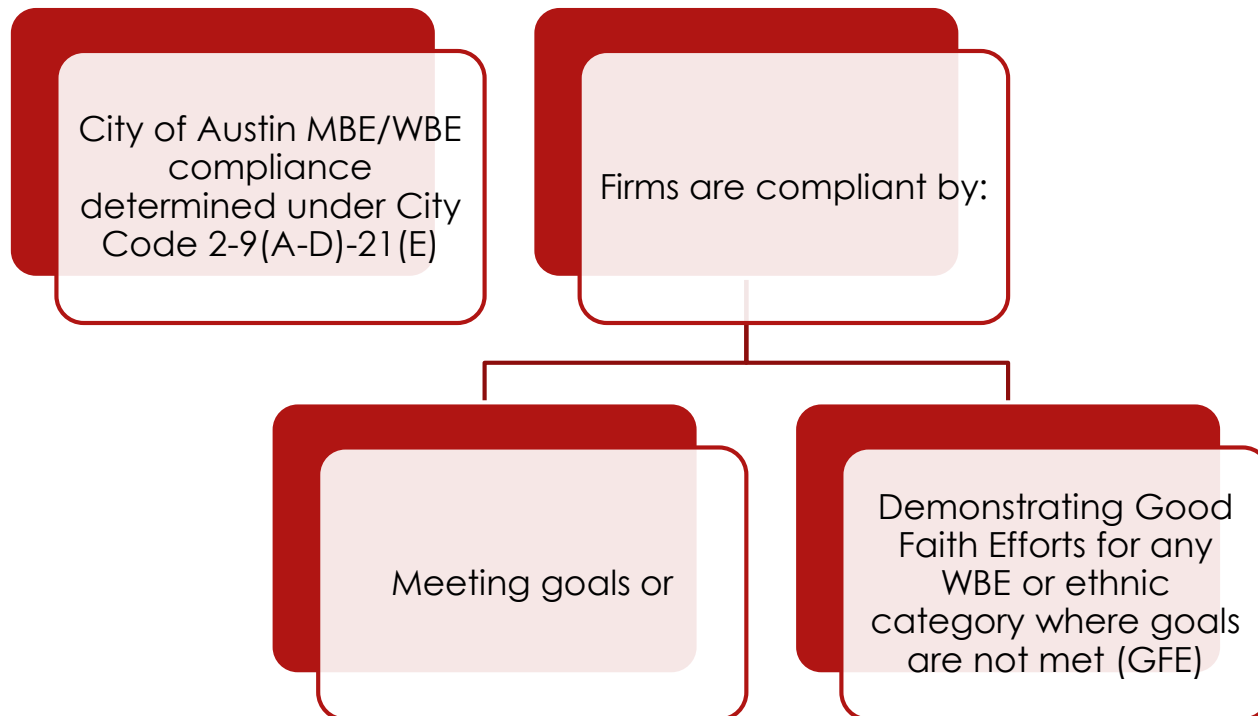 City of Austin MBE/WBE
compliance
determined under City
Code 2-9(A-D)-21(E)
Firms are compliant by:
Meeting goals or
Demonstrating Good
Faith Efforts for any
WBE or ethnic
category where goals
are not met (GFE)